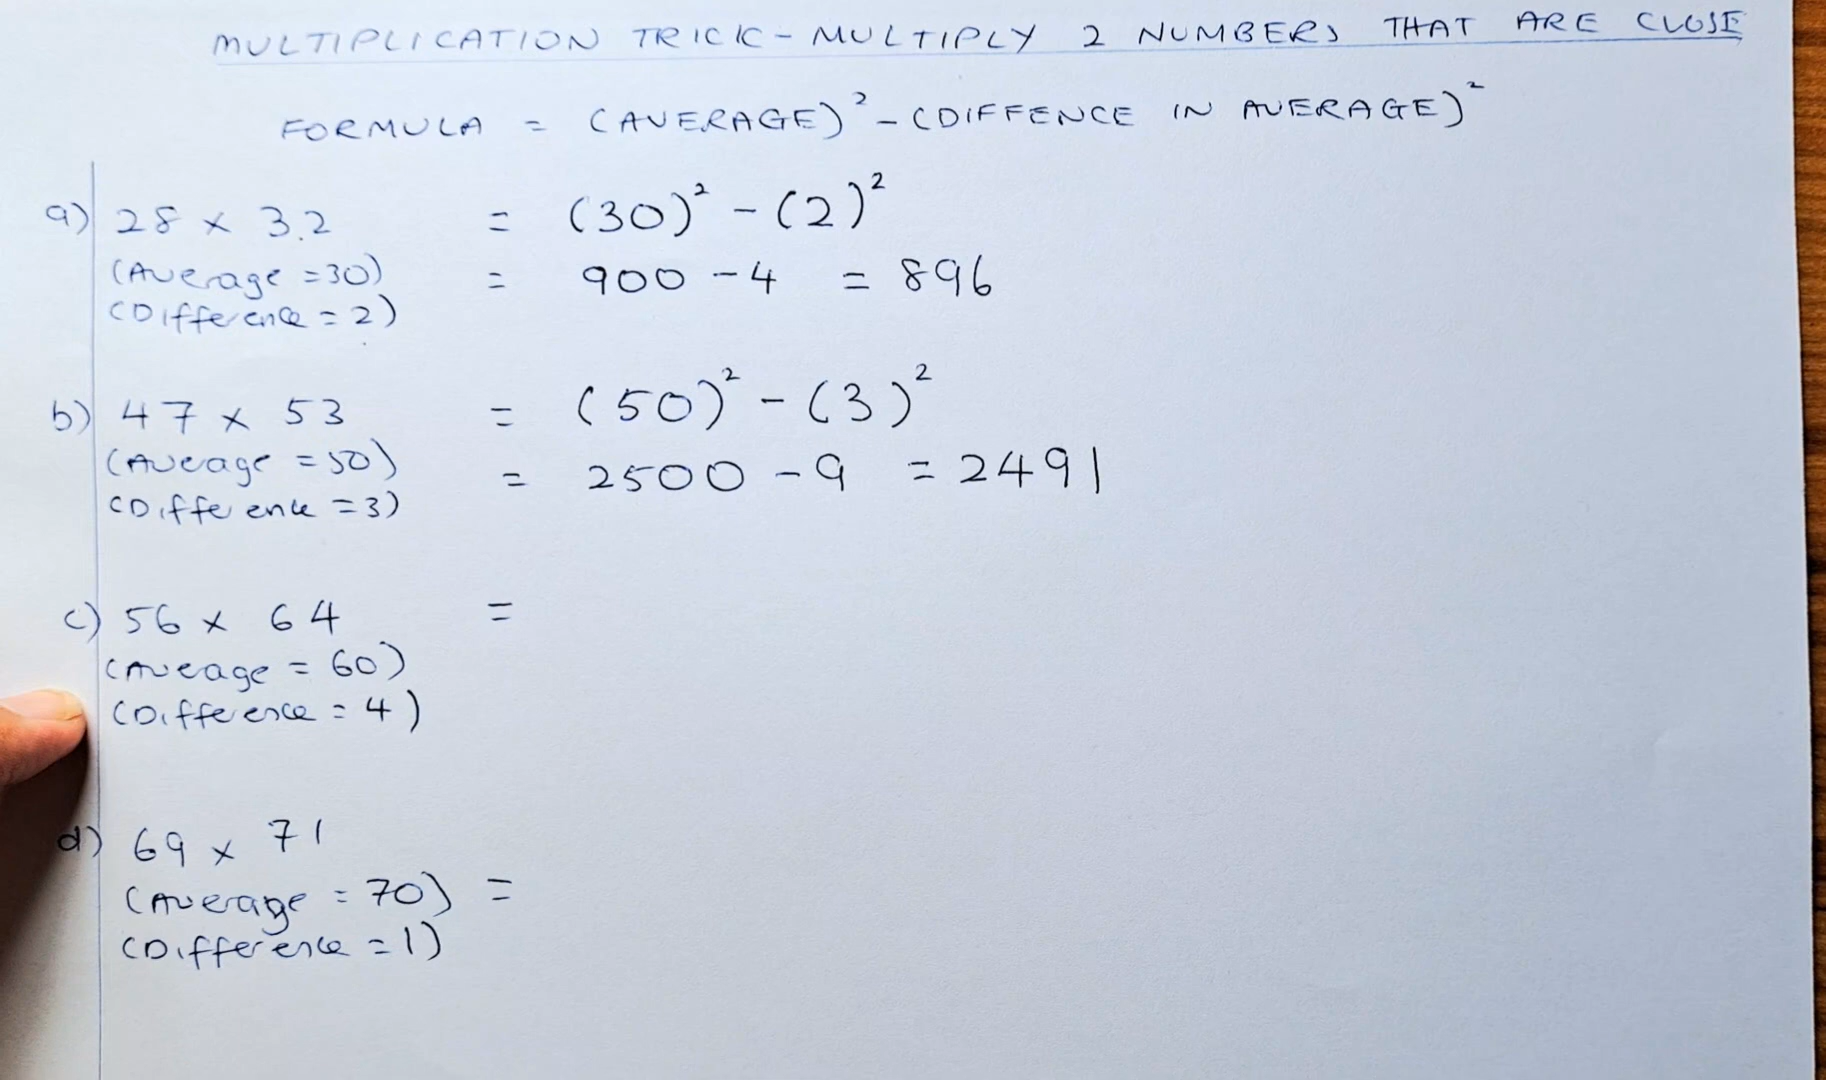 MULTIPLICATION TRICK - MULTIPLY 2 NUMBERS THAT ARE CLOSE
FORMULA = (AVERAGE)² - (DIFFENCE IN AVERAGE)²
a) 28 × 32 = (30)² - (2)²
(Average = 30) = 900 - 4 = 896
(Difference = 2)
b) 47 × 53 = (50)² - (3)²
(Aveage = 50) = 2500 - 9 = 2491
(Difference = 3)
c) 56 × 64 =
(Aveage = 60)
(Difference = 4)
d) 69 × 71
(Average = 70) =
(Difference = 1)